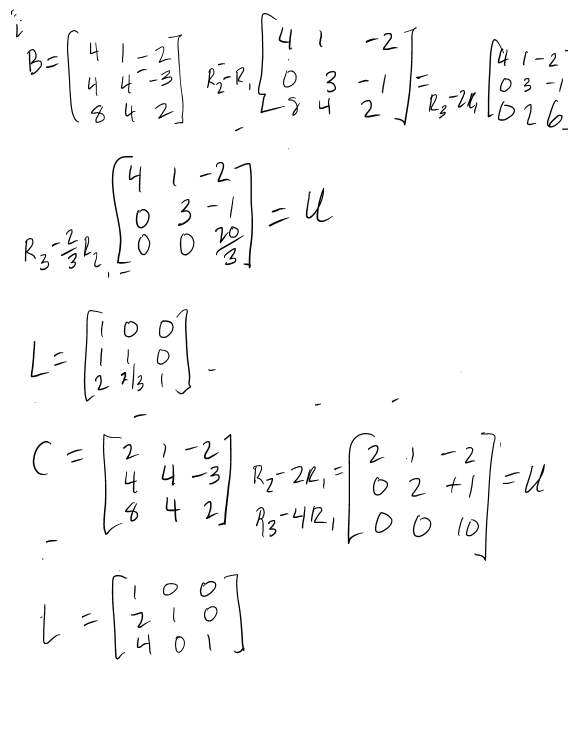 i
B = [4 1 -2; 4 4 -3; 8 4 2] R₂-R₁ [4 1 -2; 0 3 -1; 8 4 2] = R₃-2R₁ [4 1 -2; 0 3 -1; 0 2 6
R₃-2/3R₂ [4 1 -2; 0 3 -1; 0 0 20/3] = U
L = [1 0 0; 1 1 0; 2 2/3 1]
C = [2 1 -2; 4 4 -3; 8 4 2] R₂-2R₁ R₃-4R₁ = [2 1 -2; 0 2 +1; 0 0 10] = U
L = [1 0 0; 2 1 0; 4 0 1]